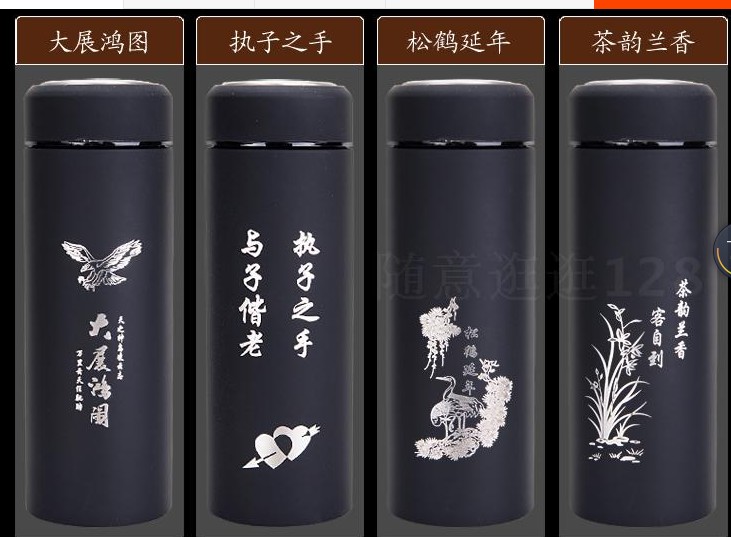 大展鸿图
执子之手
松鹤延年
茶韵兰香
大展鸿图
执子之手
与子偕老
松鹤延年
茶韵兰香
客自到
随意逛逛128